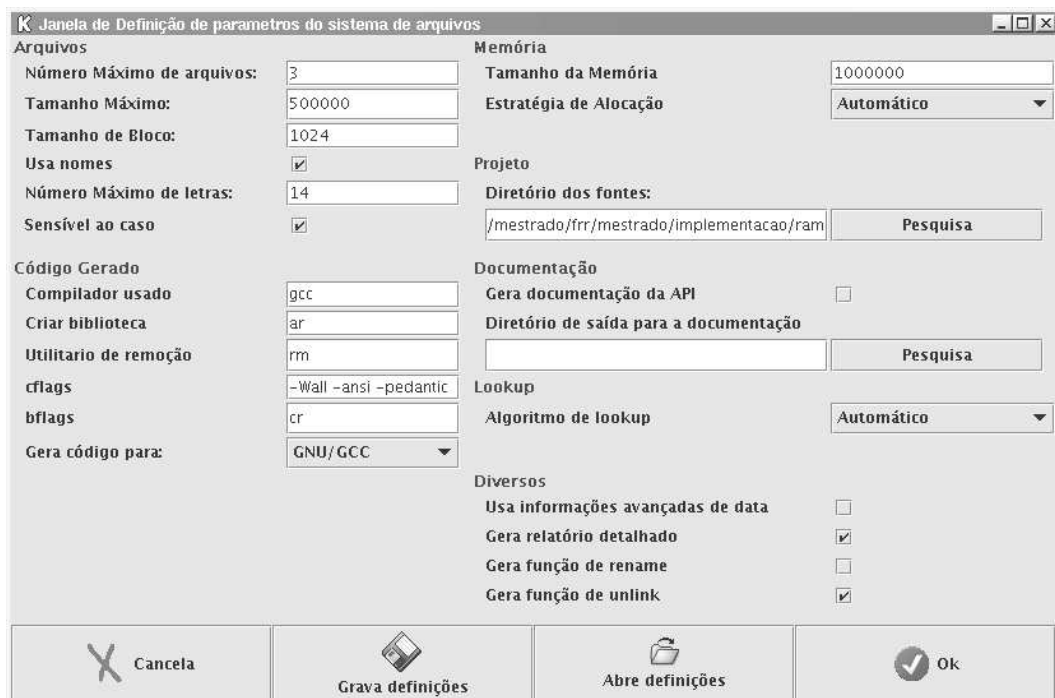 Janela de Definição de parametros do sistema de arquivos
Arquivos
Número Máximo de arquivos: 3
Tamanho Máximo: 500000
Tamanho de Bloco: 1024
Usa nomes
Número Máximo de letras: 14
Sensível ao caso
Código Gerado
Compilador usado gcc
Criar biblioteca ar
Utilitario de remoção rm
cflags -Wall -ansi -pedantic
bflags cr
Gera código para: GNU/GCC
Memória
Tamanho da Memória 1000000
Estratégia de Alocação Automático
Projeto
Diretório dos fontes:
/mestrado/frr/mestrado/implementacao/ram Pesquisa
Documentação
Gera documentação da API
Diretório de saída para a documentação
Pesquisa
Lookup
Algoritmo de lookup Automático
Diversos
Usa informações avançadas de data
Gera relatório detalhado
Gera função de rename
Gera função de unlink
Cancela
Grava definições
Abre definições
Ok